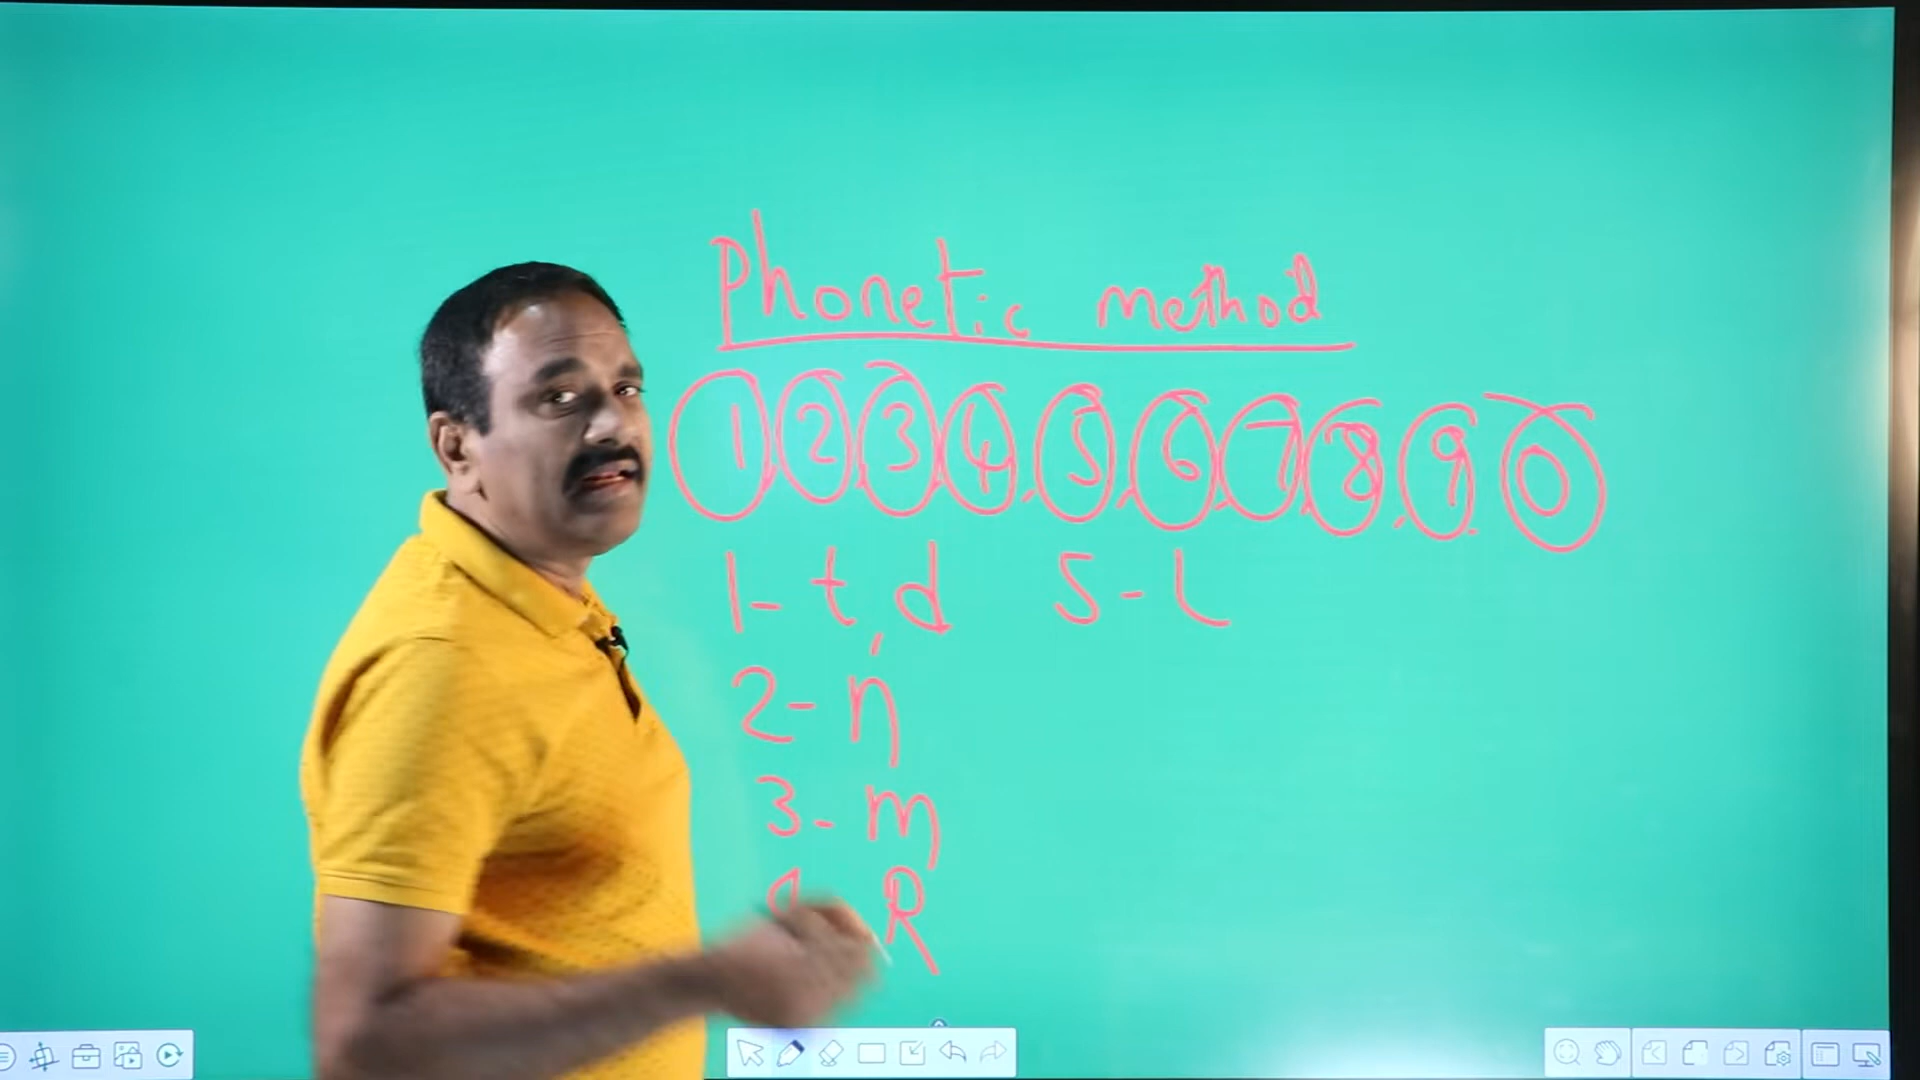 Phonetic method
1, 2, 3, 4, 5, 6, 7, 8, 9, 0
1- t, d 5- L
2- n
3- m
R